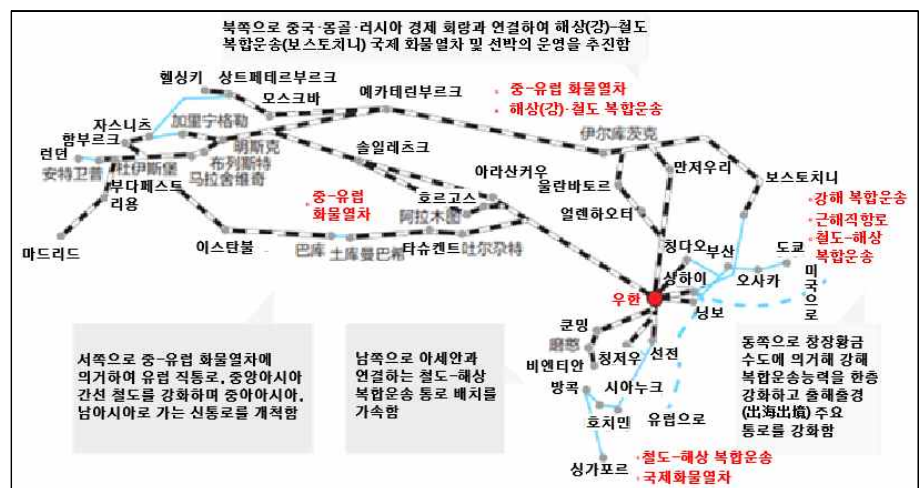 북쪽으로 중국·몽골·러시아 경제 회랑과 연결하여 해상(강)-철도
복합운송(보스토치니) 국제 화물열차 및 선박의 운영을 추진함
헬싱키
상트페테르부르크
모스크바
예카테린부르크
· 중-유럽 화물열차
· 해상(강)·철도 복합운송
자스니츠
加里宁格勒
함부르크
런던
明斯克
布列斯特
安特卫普
杜伊斯堡
马拉舍维奇
솔일레츠크
伊尔库茨克
아라산커우
울란바토르
만저우리
보스토치니
부다페스트
리용
중-유럽
화물열차
호르고스
阿拉木图
얼렌하오터
· 강해 복합운송
· 근해직항로
· 철도-해상
복합운송
마드리드
이스탄불
巴库
土库曼巴希
타슈켄트
吐尔尕特
칭다오
부산
도쿄
상하이
오사카
미국으로
우한
닝보
쿤밍
磨憨
비엔티안
칭저우
선전
방콕
시아누크
호치민
유럽으로
싱가포르
· 철도-해상 복합운송
· 국제화물열차
서쪽으로 중-유럽 화물열차에
의거하여 유럽 직통로, 중앙아시아
간선 철도를 강화하며 중아아시아,
남아시아로 가는 신통로를 개척함
남쪽으로 아세안과
연결하는 철도-해상
복합운송 통로 배치를
가속함
동쪽으로 창장황금
수도에 의거해 강해
복합운송능력을 한층
강화하고 출해출경
(出海出境) 주요
통로를 강화함